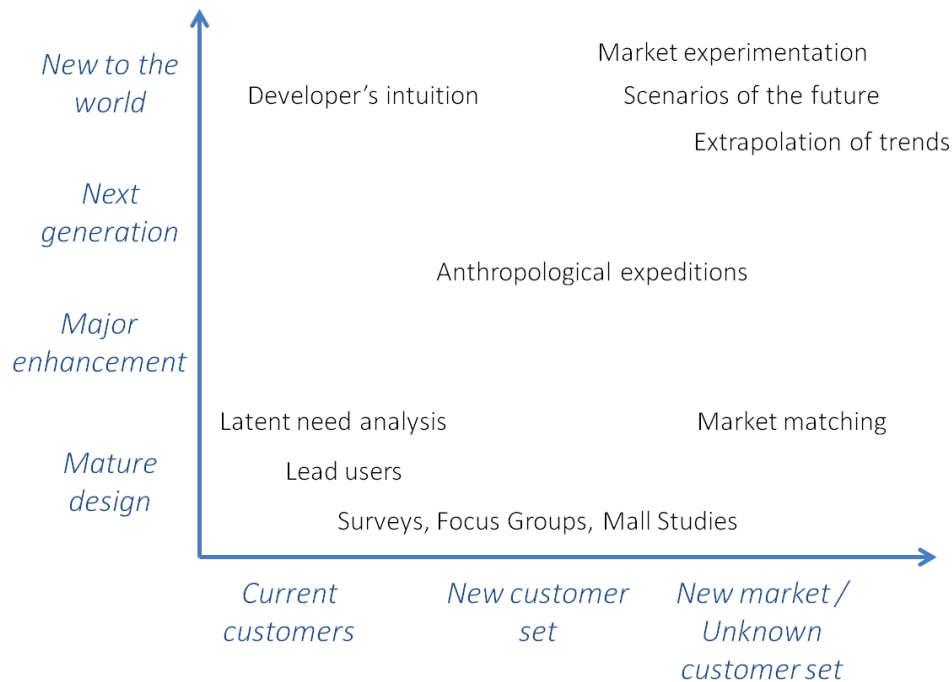 New to the
world
Market experimentation
Developer’s intuition
Scenarios of the future
Extrapolation of trends
Next
generation
Anthropological expeditions
Major
enhancement
Latent need analysis
Market matching
Mature
design
Lead users
Surveys, Focus Groups, Mall Studies
Current
customers
New customer
set
New market /
Unknown
customer set